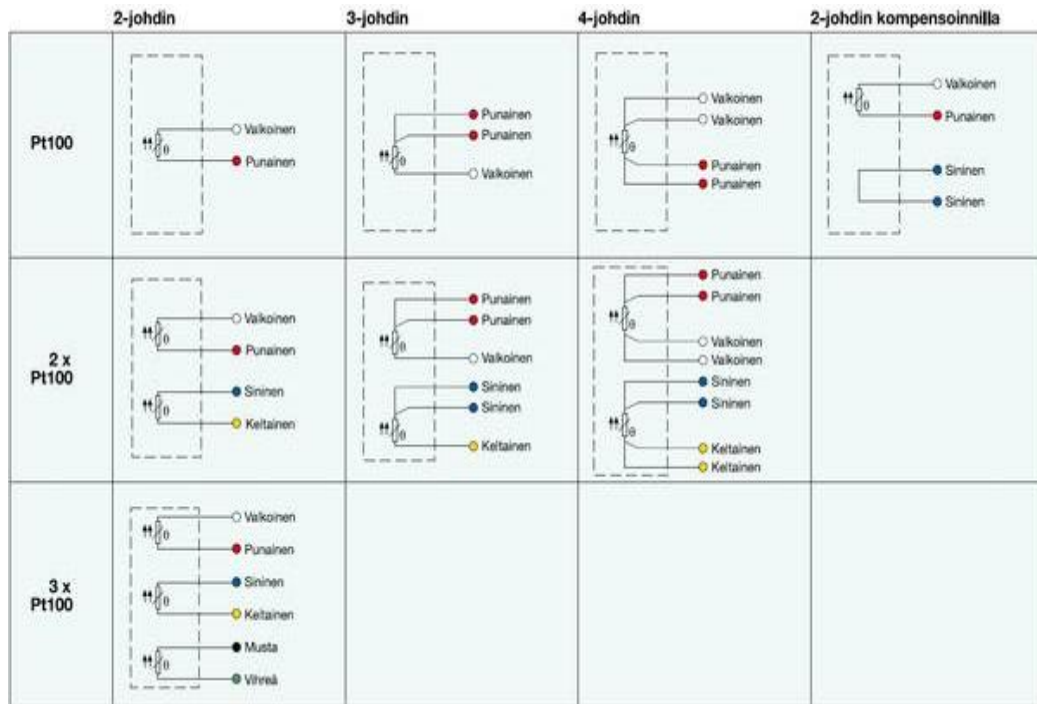 2-johdin
3-johdin
4-johdin
2-johdin kompensoinnilla
Pt100
Valkoinen
Punainen
θ
Punainen
Punainen
Valkoinen
θ
Valkoinen
Valkoinen
Punainen
Punainen
θ
Valkoinen
Punainen
Sininen
Sininen
θ
2 x
Pt100
Valkoinen
Punainen
Sininen
Keltainen
θ
θ
Punainen
Punainen
Valkoinen
Sininen
Sininen
Keltainen
θ
θ
Punainen
Punainen
Valkoinen
Valkoinen
Sininen
Sininen
Keltainen
Keltainen
θ
θ
3 x
Pt100
Valkoinen
Punainen
Sininen
Keltainen
Musta
Vihreä
θ
θ
θ